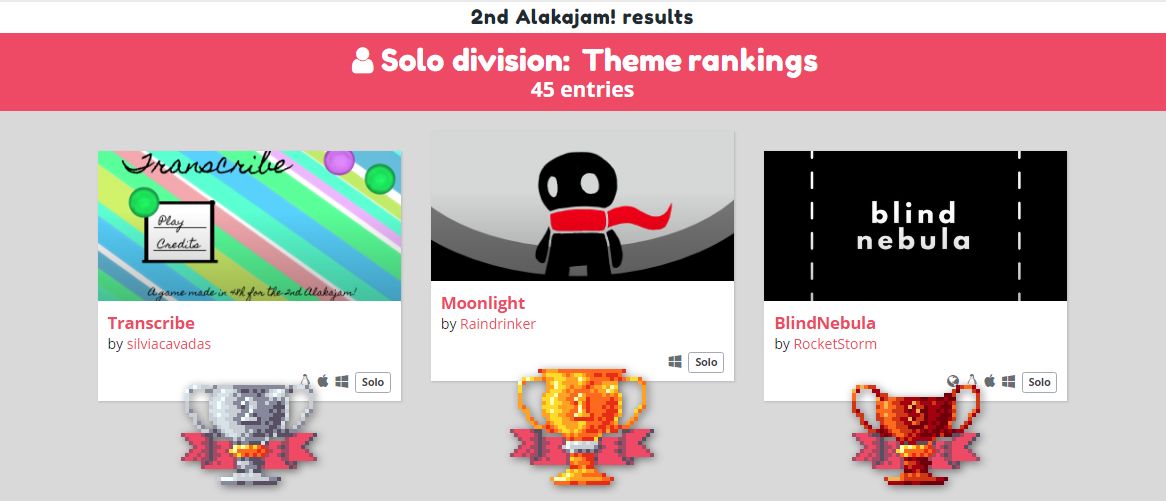 2nd Alakajam! results
Solo division: Theme rankings
45 entries
Transcribe
Play
Credits
A game made in 48h for the 2nd Alakajam!
Transcribe
by silviacavadas
Solo
Moonlight
by Raindrinker
Solo
blind
nebula
BlindNebula
by RocketStorm
Solo
2
1